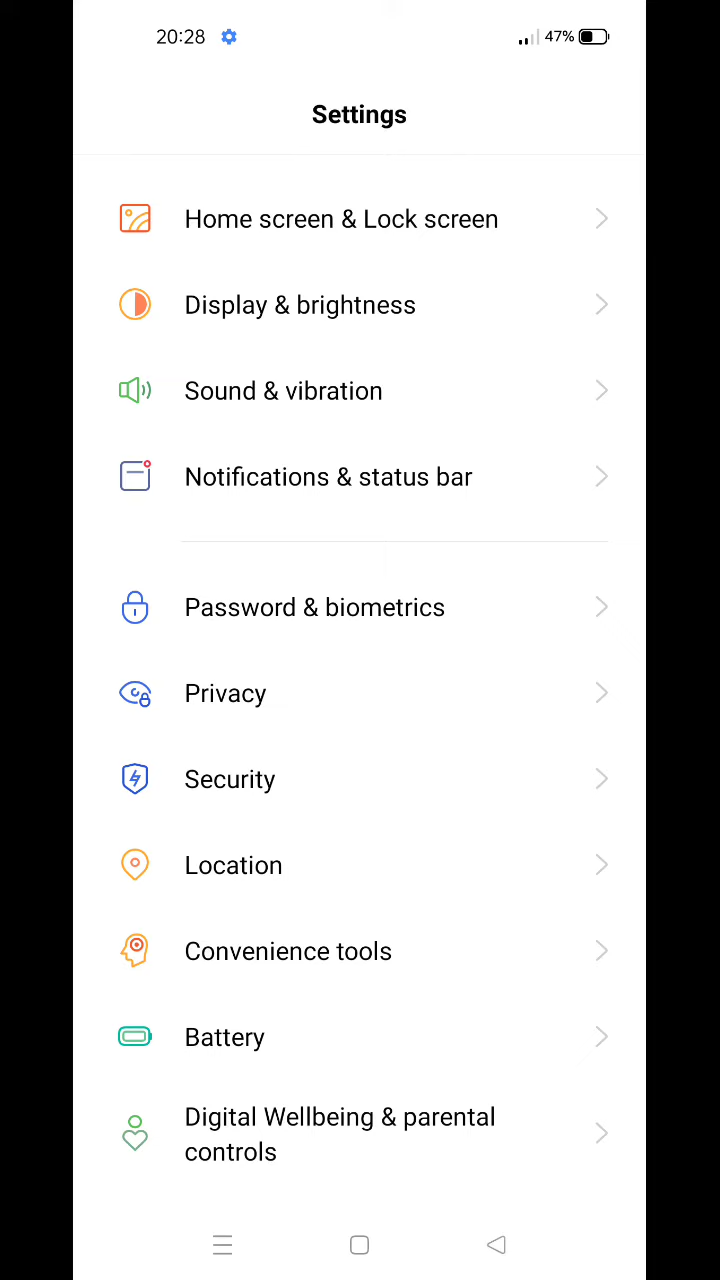 20:28
47%
Settings
Home screen & Lock screen
Display & brightness
Sound & vibration
Notifications & status bar
Password & biometrics
Privacy
Security
Location
Convenience tools
Battery
Digital Wellbeing & parental
controls